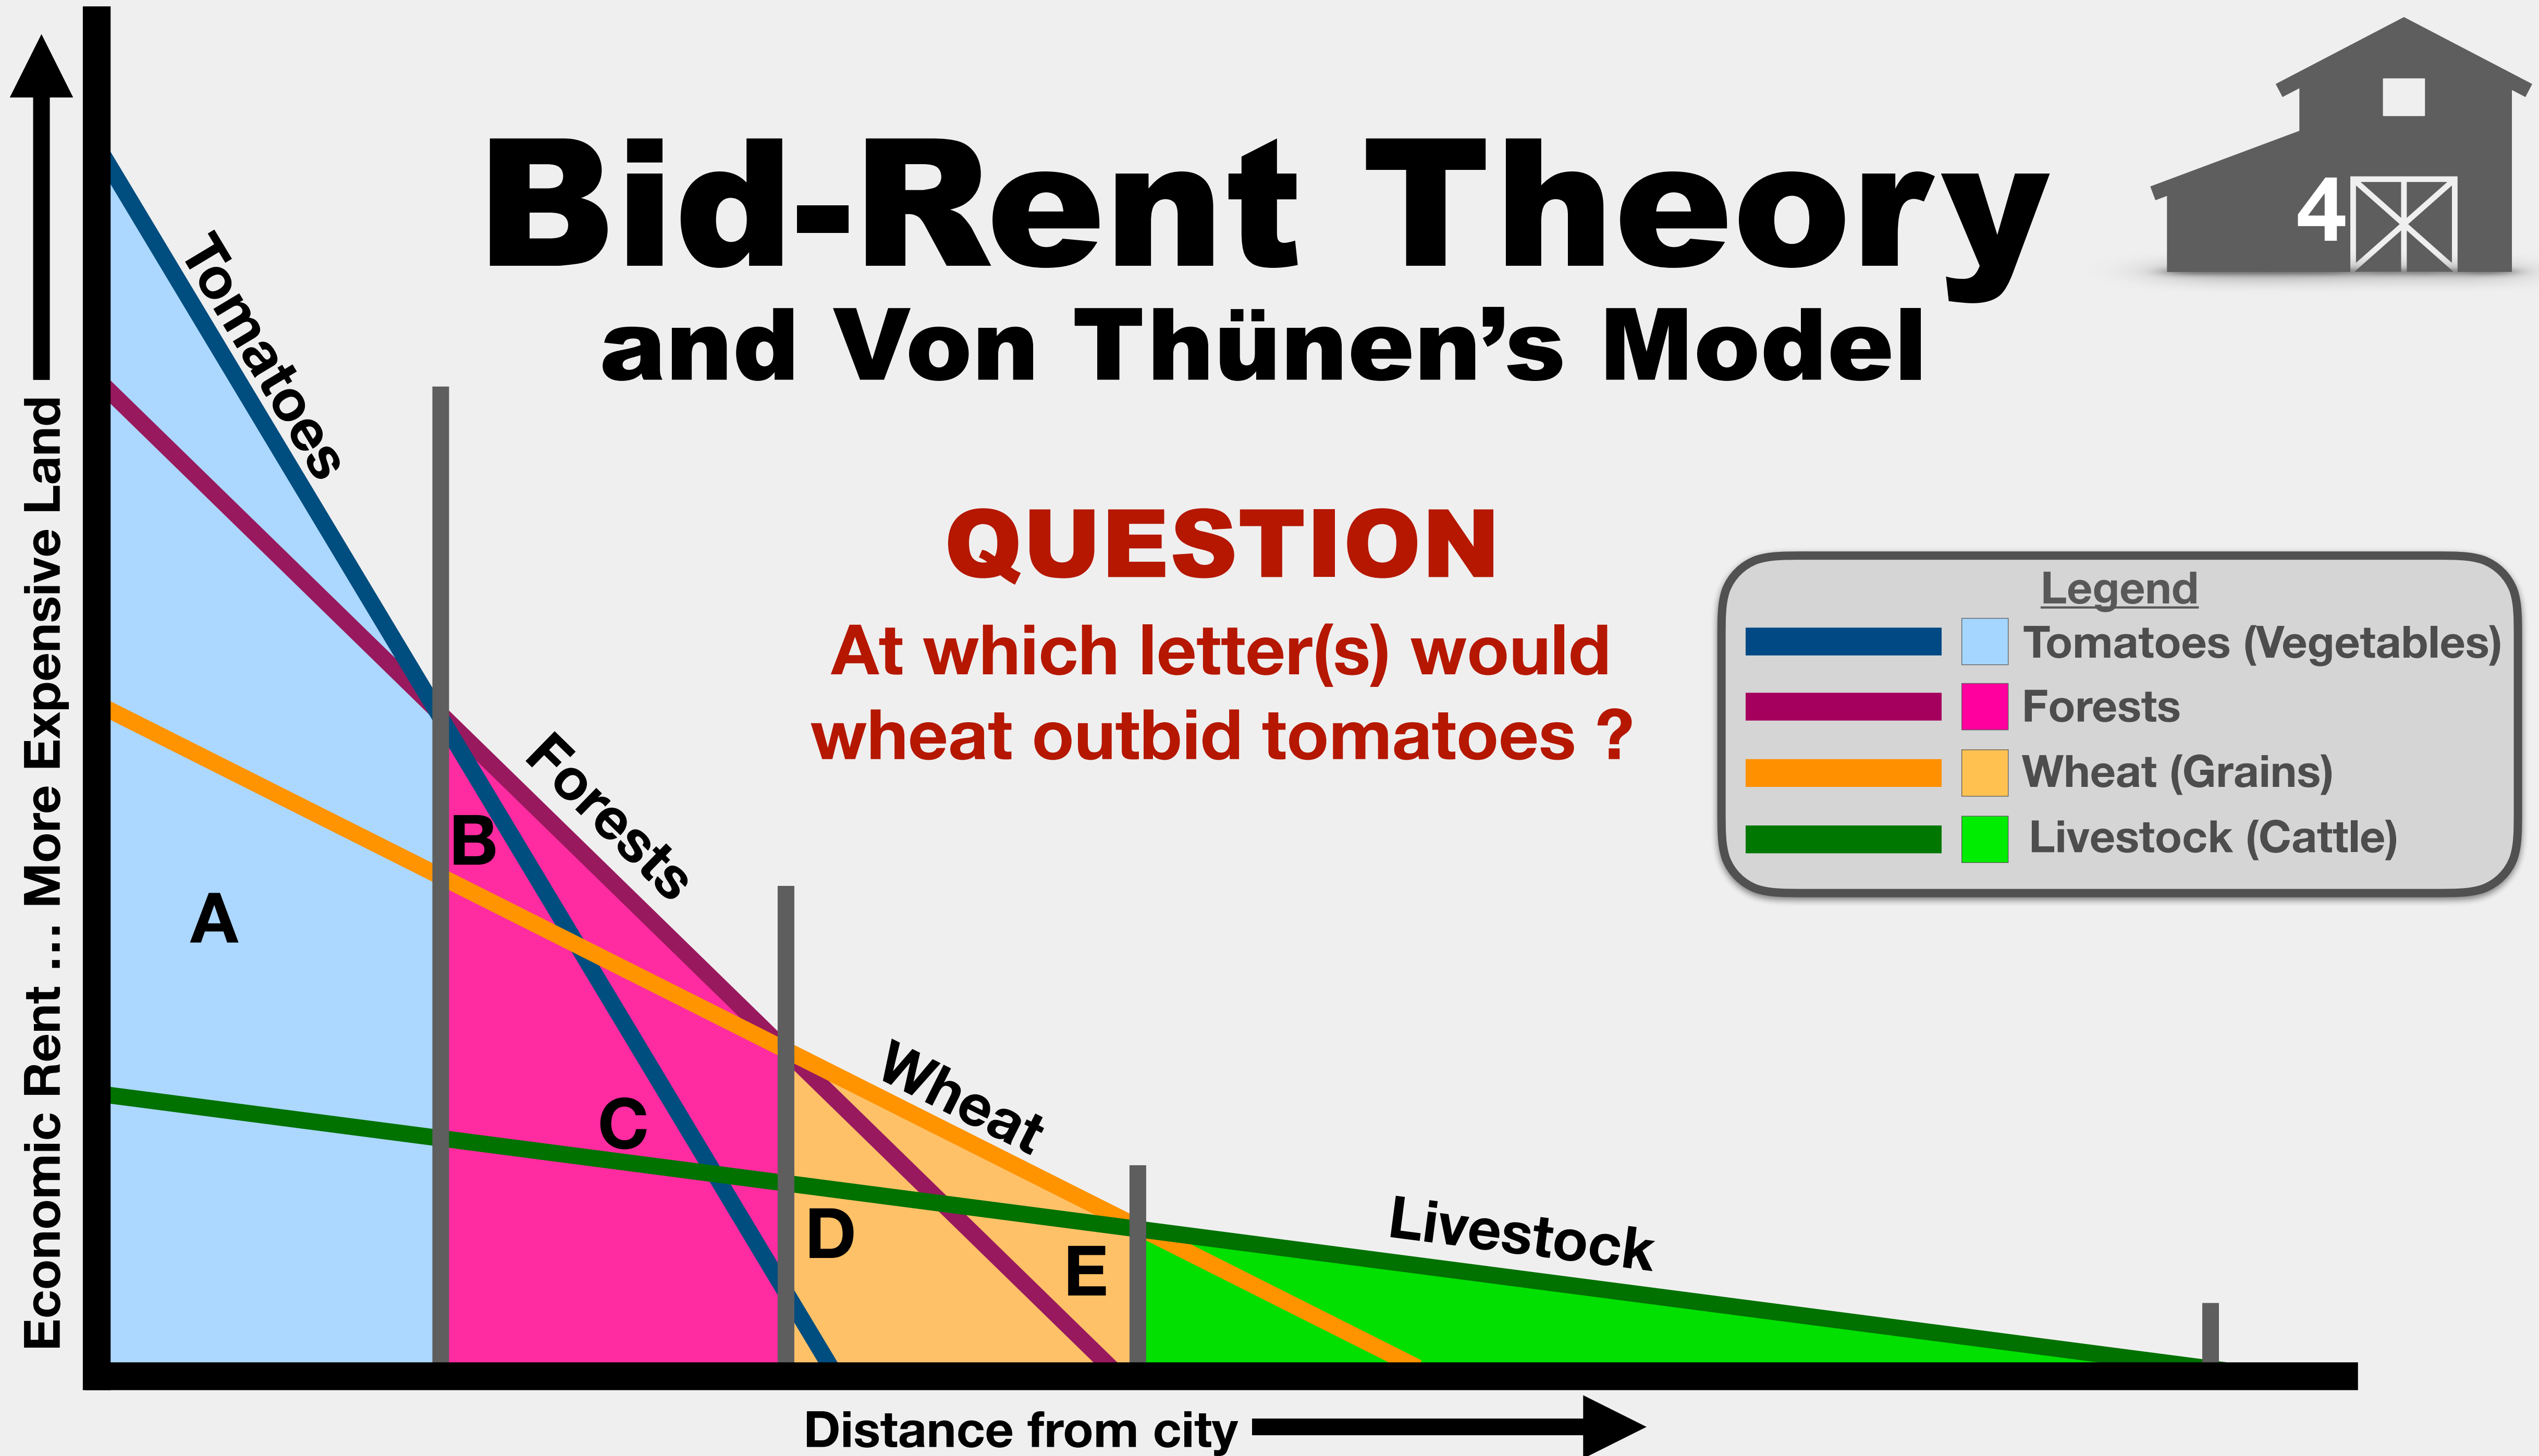 Bid-Rent Theory
and Von Thünen’s Model
4
QUESTION
At which letter(s) would
wheat outbid tomatoes ?
Legend
Tomatoes (Vegetables)
Forests
Wheat (Grains)
Livestock (Cattle)
Economic Rent ... More Expensive Land
Tomatoes
Forests
Wheat
Livestock
A
B
C
D
E
Distance from city